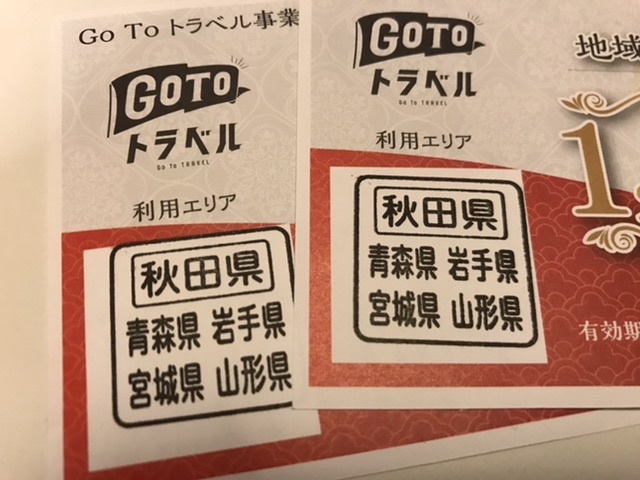 Go To トラベル事業
GOTO
トラベル
Go To TRAVEL
利用エリア
秋田県
青森県 岩手県
宮城県 山形県
GOTO
トラベル
Go To TRAVEL
利用エリア
秋田県
青森県 岩手県
宮城県 山形県
地域
1
有効期